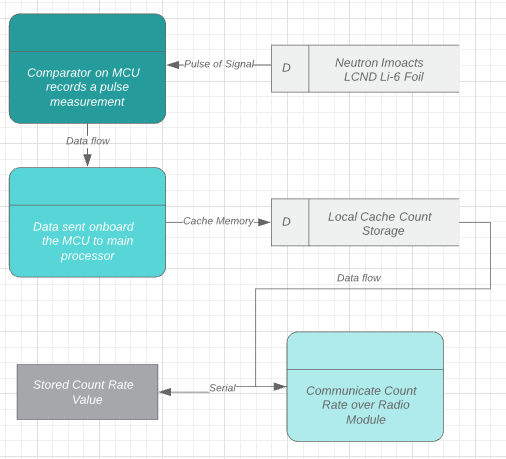 Comparator on MCU
records a pulse
measurement
Pulse of Signal
D
Neutron Imoacts
LCND Li-6 Foil
Data flow
Data sent onboard
the MCU to main
processor
Cache Memory
D
Local Cache Count
Storage
Data flow
Stored Count Rate
Value
Serial
Communicate Count
Rate over Radio
Module